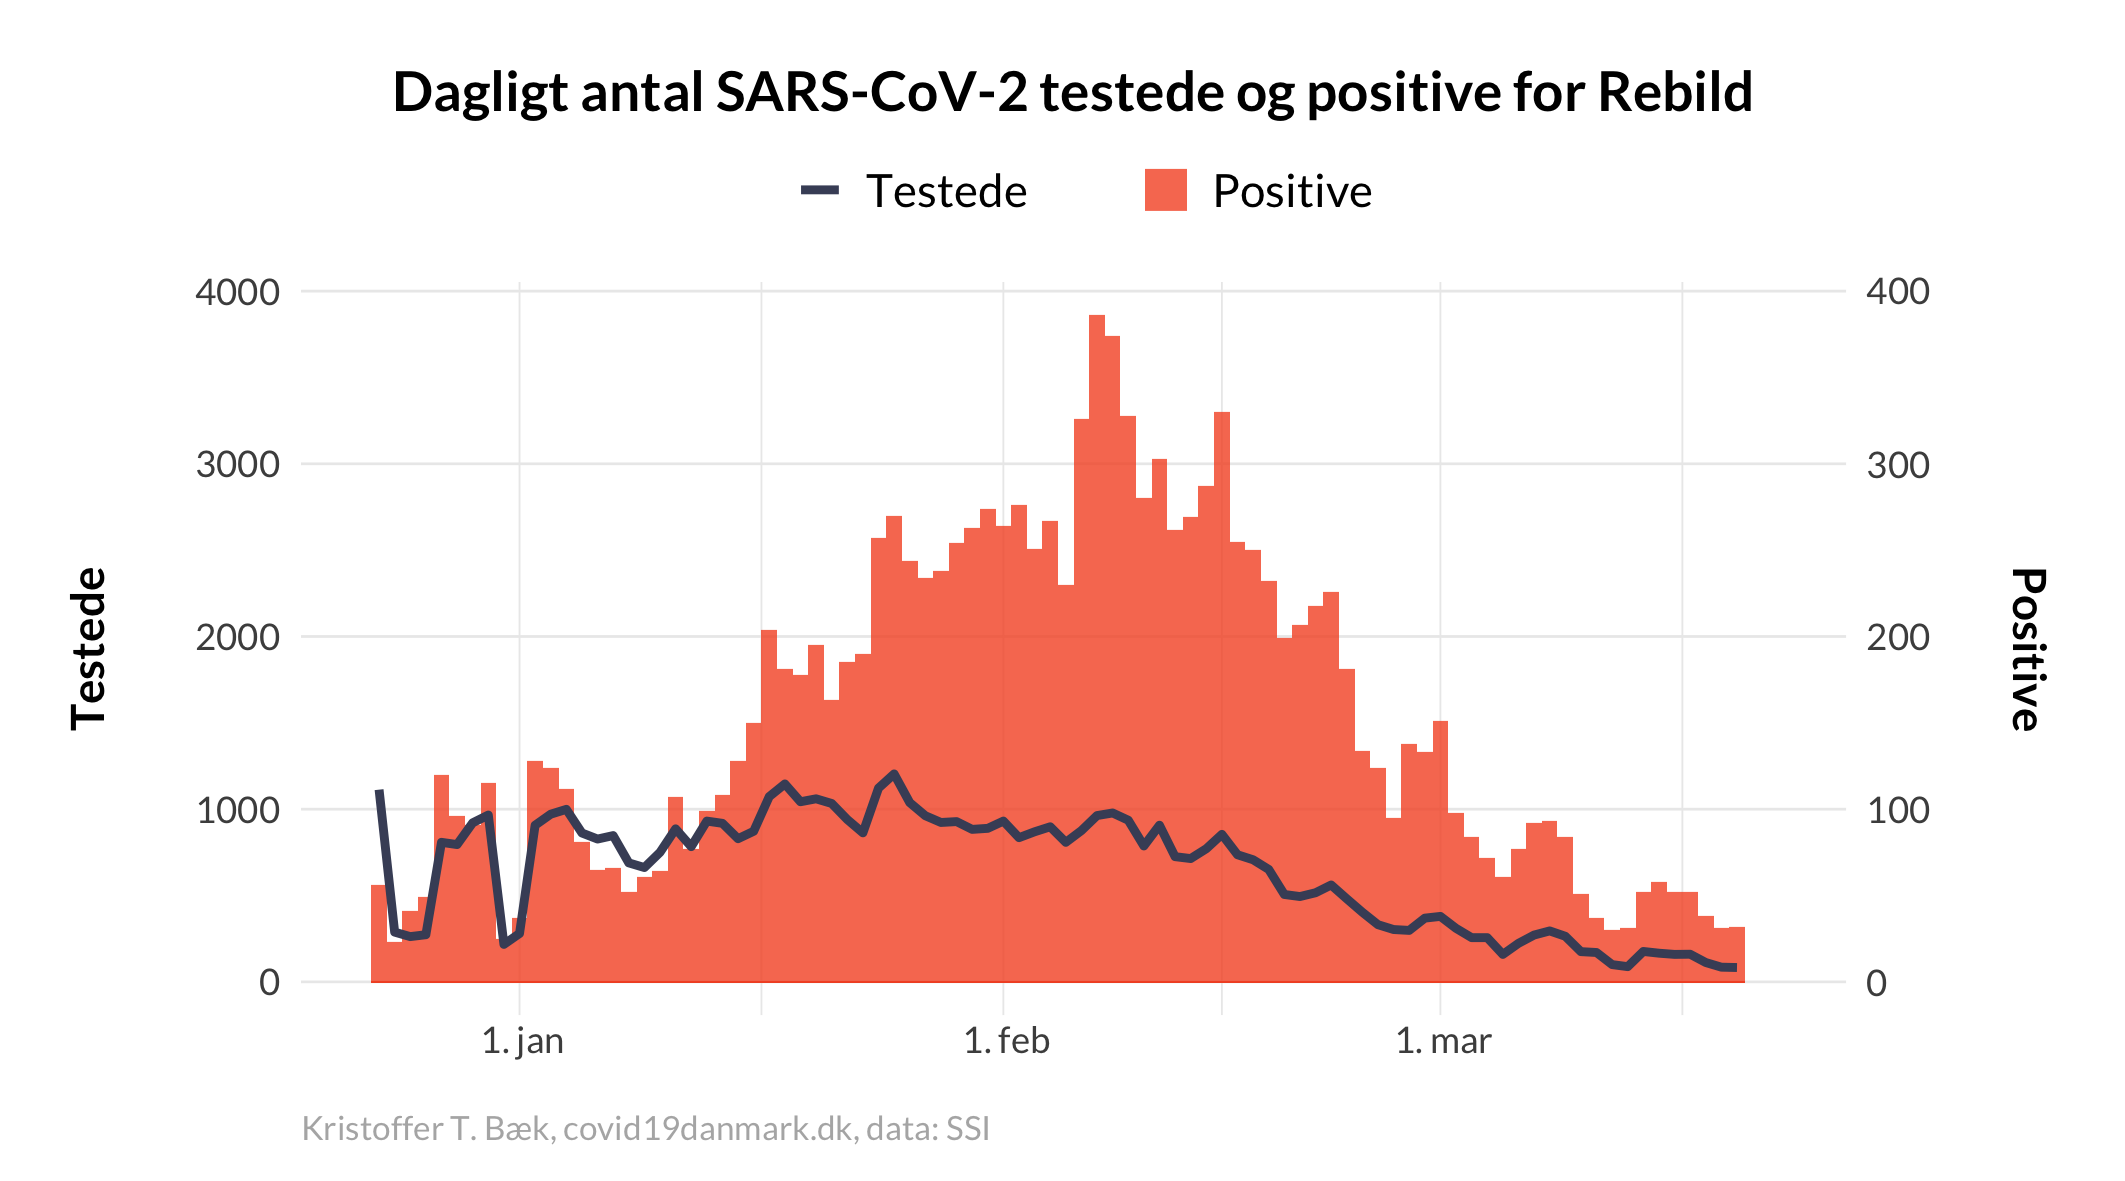 Dagligt antal SARS-CoV-2 testede og positive for Rebild
Testede
Positive
4000
3000
2000
1000
0
400
300
200
100
0
Testede
Positive
1. jan
1. feb
1. mar
Kristoffer T. Bæk, covid19danmark.dk, data: SSI